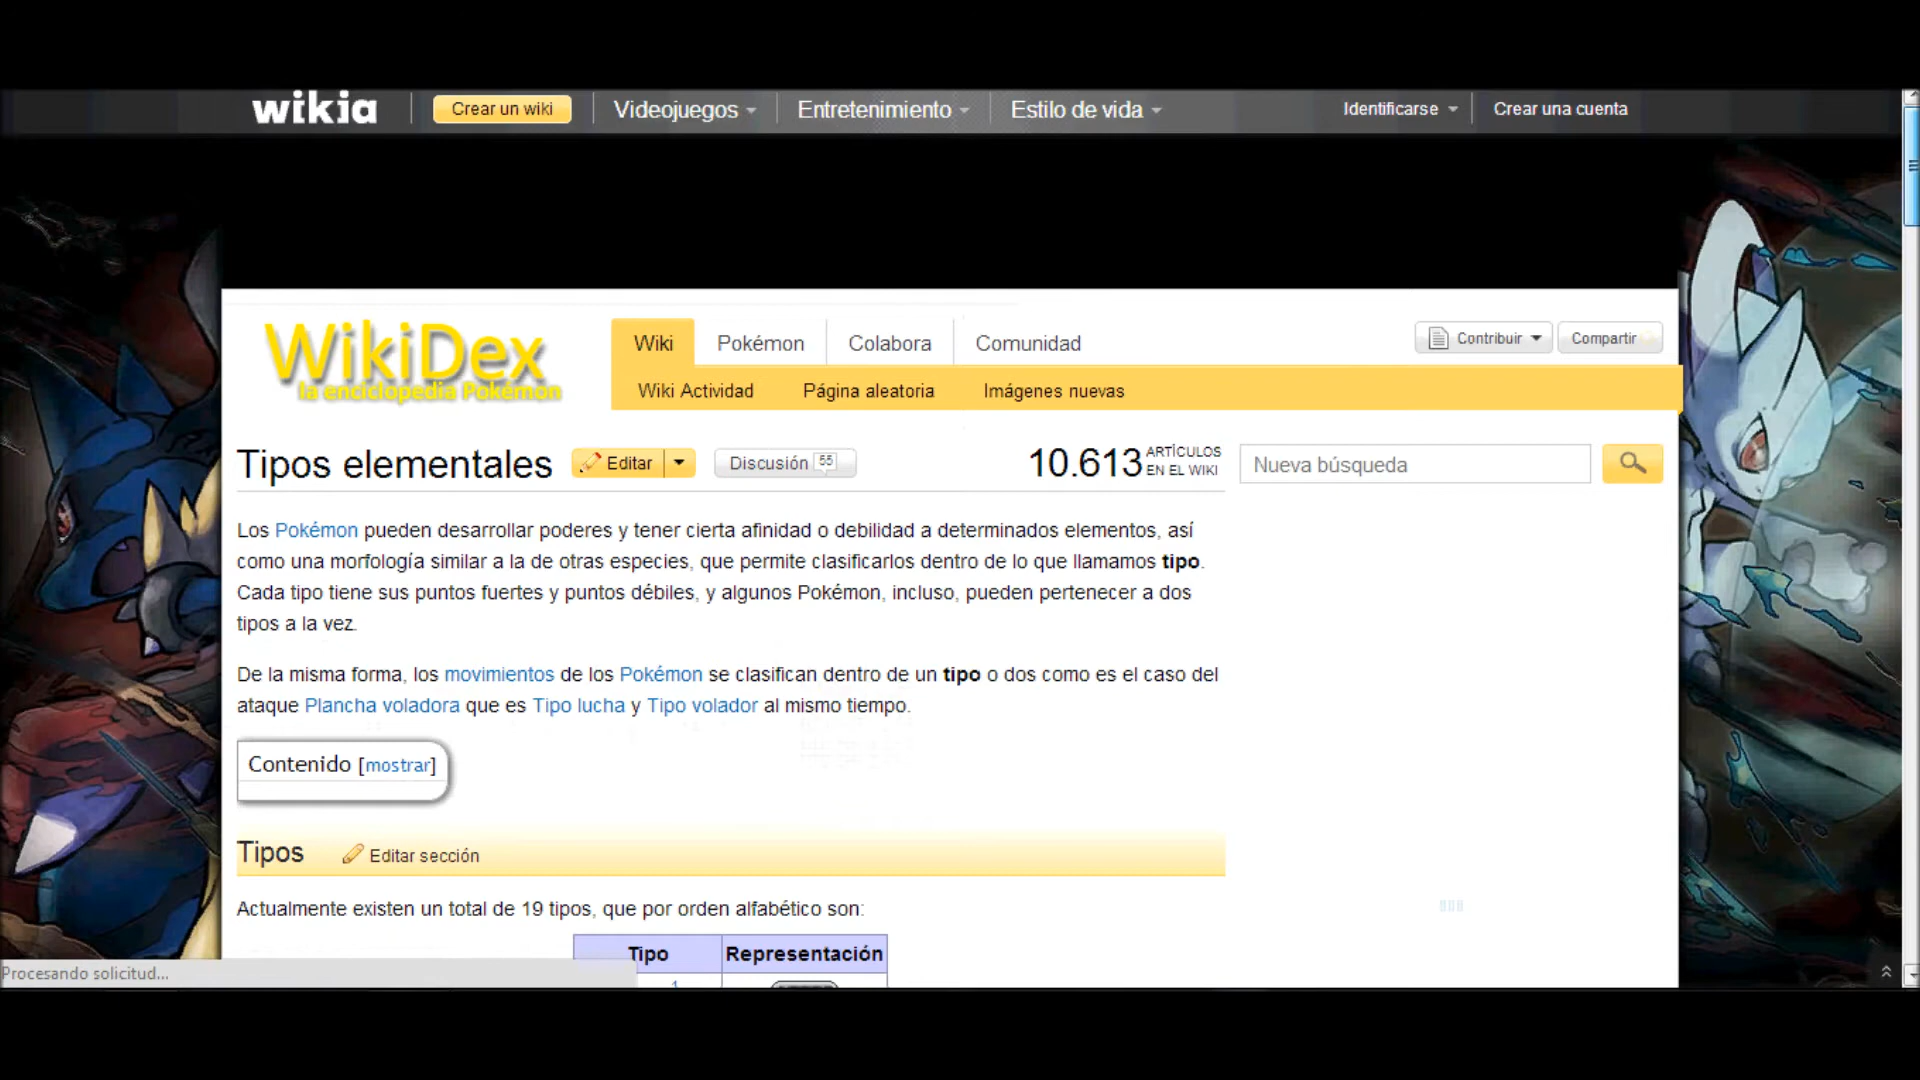 wikia
Crear un wiki
Videojuegos
Entretenimiento
Estilo de vida
Identificarse
Crear una cuenta
WikiDex
la enciclopedia Pokémon
Wiki
Pokémon
Colabora
Comunidad
Contribuir
Compartir
Wiki Actividad
Página aleatoria
Imágenes nuevas
Tipos elementales
Editar
Discusión 55
10.613 ARTÍCULOS
EN EL WIKI
Nueva búsqueda
Los Pokémon pueden desarrollar poderes y tener cierta afinidad o debilidad a determinados elementos, así
como una morfología similar a la de otras especies, que permite clasificarlos dentro de lo que llamamos tipo.
Cada tipo tiene sus puntos fuertes y puntos débiles, y algunos Pokémon, incluso, pueden pertenecer a dos
tipos a la vez.
De la misma forma, los movimientos de los Pokémon se clasifican dentro de un tipo o dos como es el caso del
ataque Plancha voladora que es Tipo lucha y Tipo volador al mismo tiempo.
Contenido [mostrar]
Tipos
Editar sección
Actualmente existen un total de 19 tipos, que por orden alfabético son:
Tipo
Representación
Procesando solicitud...